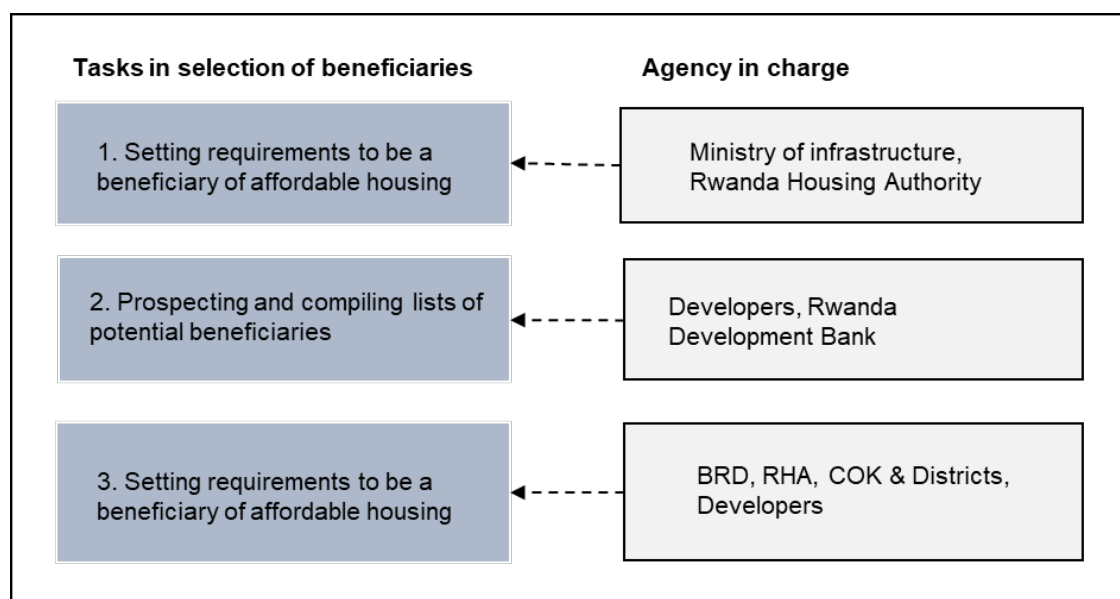 Tasks in selection of beneficiaries
Agency in charge
1. Setting requirements to be a
beneficiary of affordable housing
Ministry of infrastructure,
Rwanda Housing Authority
2. Prospecting and compiling lists of
potential beneficiaries
Developers, Rwanda
Development Bank
3. Setting requirements to be a
beneficiary of affordable housing
BRD, RHA, COK & Districts,
Developers